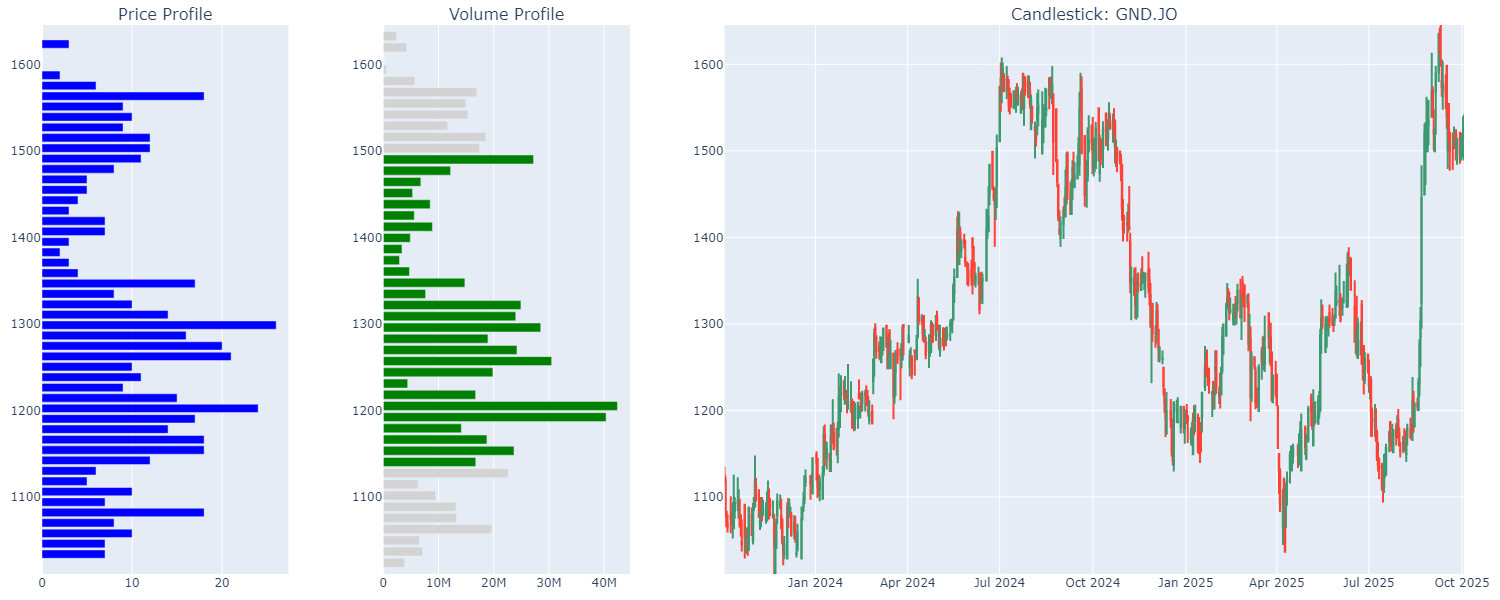 Price Profile
Volume Profile
Candlestick: GND.JO
1600
1500
1400
1300
1200
1100
0
10
20
1600
1500
1400
1300
1200
1100
0
10M
20M
30M
40M
1600
1500
1400
1300
1200
1100
Jan 2024
Apr 2024
Jul 2024
Oct 2024
Jan 2025
Apr 2025
Jul 2025
Oct 2025